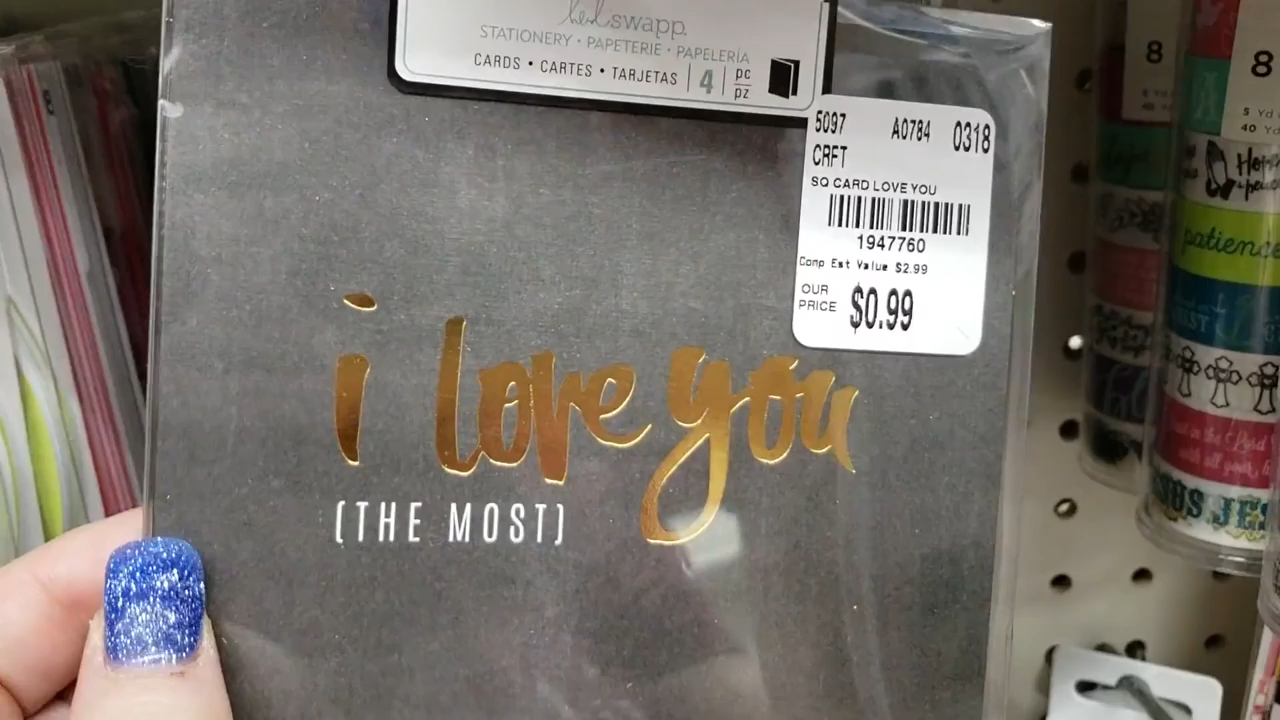 heidi swapp.
STATIONERY • PAPETERIE • PAPELERÍA
CARDS • CARTES • TARJETAS 4 pc pz
5097 A0784 0318
CRFT
SQ CARD LOVE YOU
1947760
Comp Est Value $2.99
OUR PRICE $0.99
i love you
(THE MOST)
8
8
5 Yd
40 Yd
patience
JES